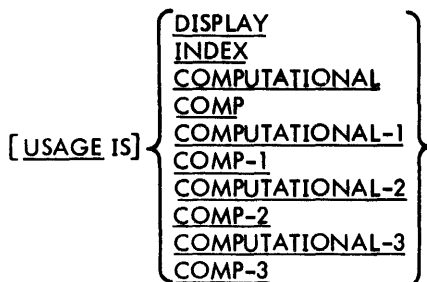 DISPLAY
INDEX
COMPUTATIONAL
COMP
COMPUTATIONAL-1
[USAGE IS]
COMP-1
COMPUTATIONAL-2
COMP-2
COMPUTATIONAL-3
COMP-3